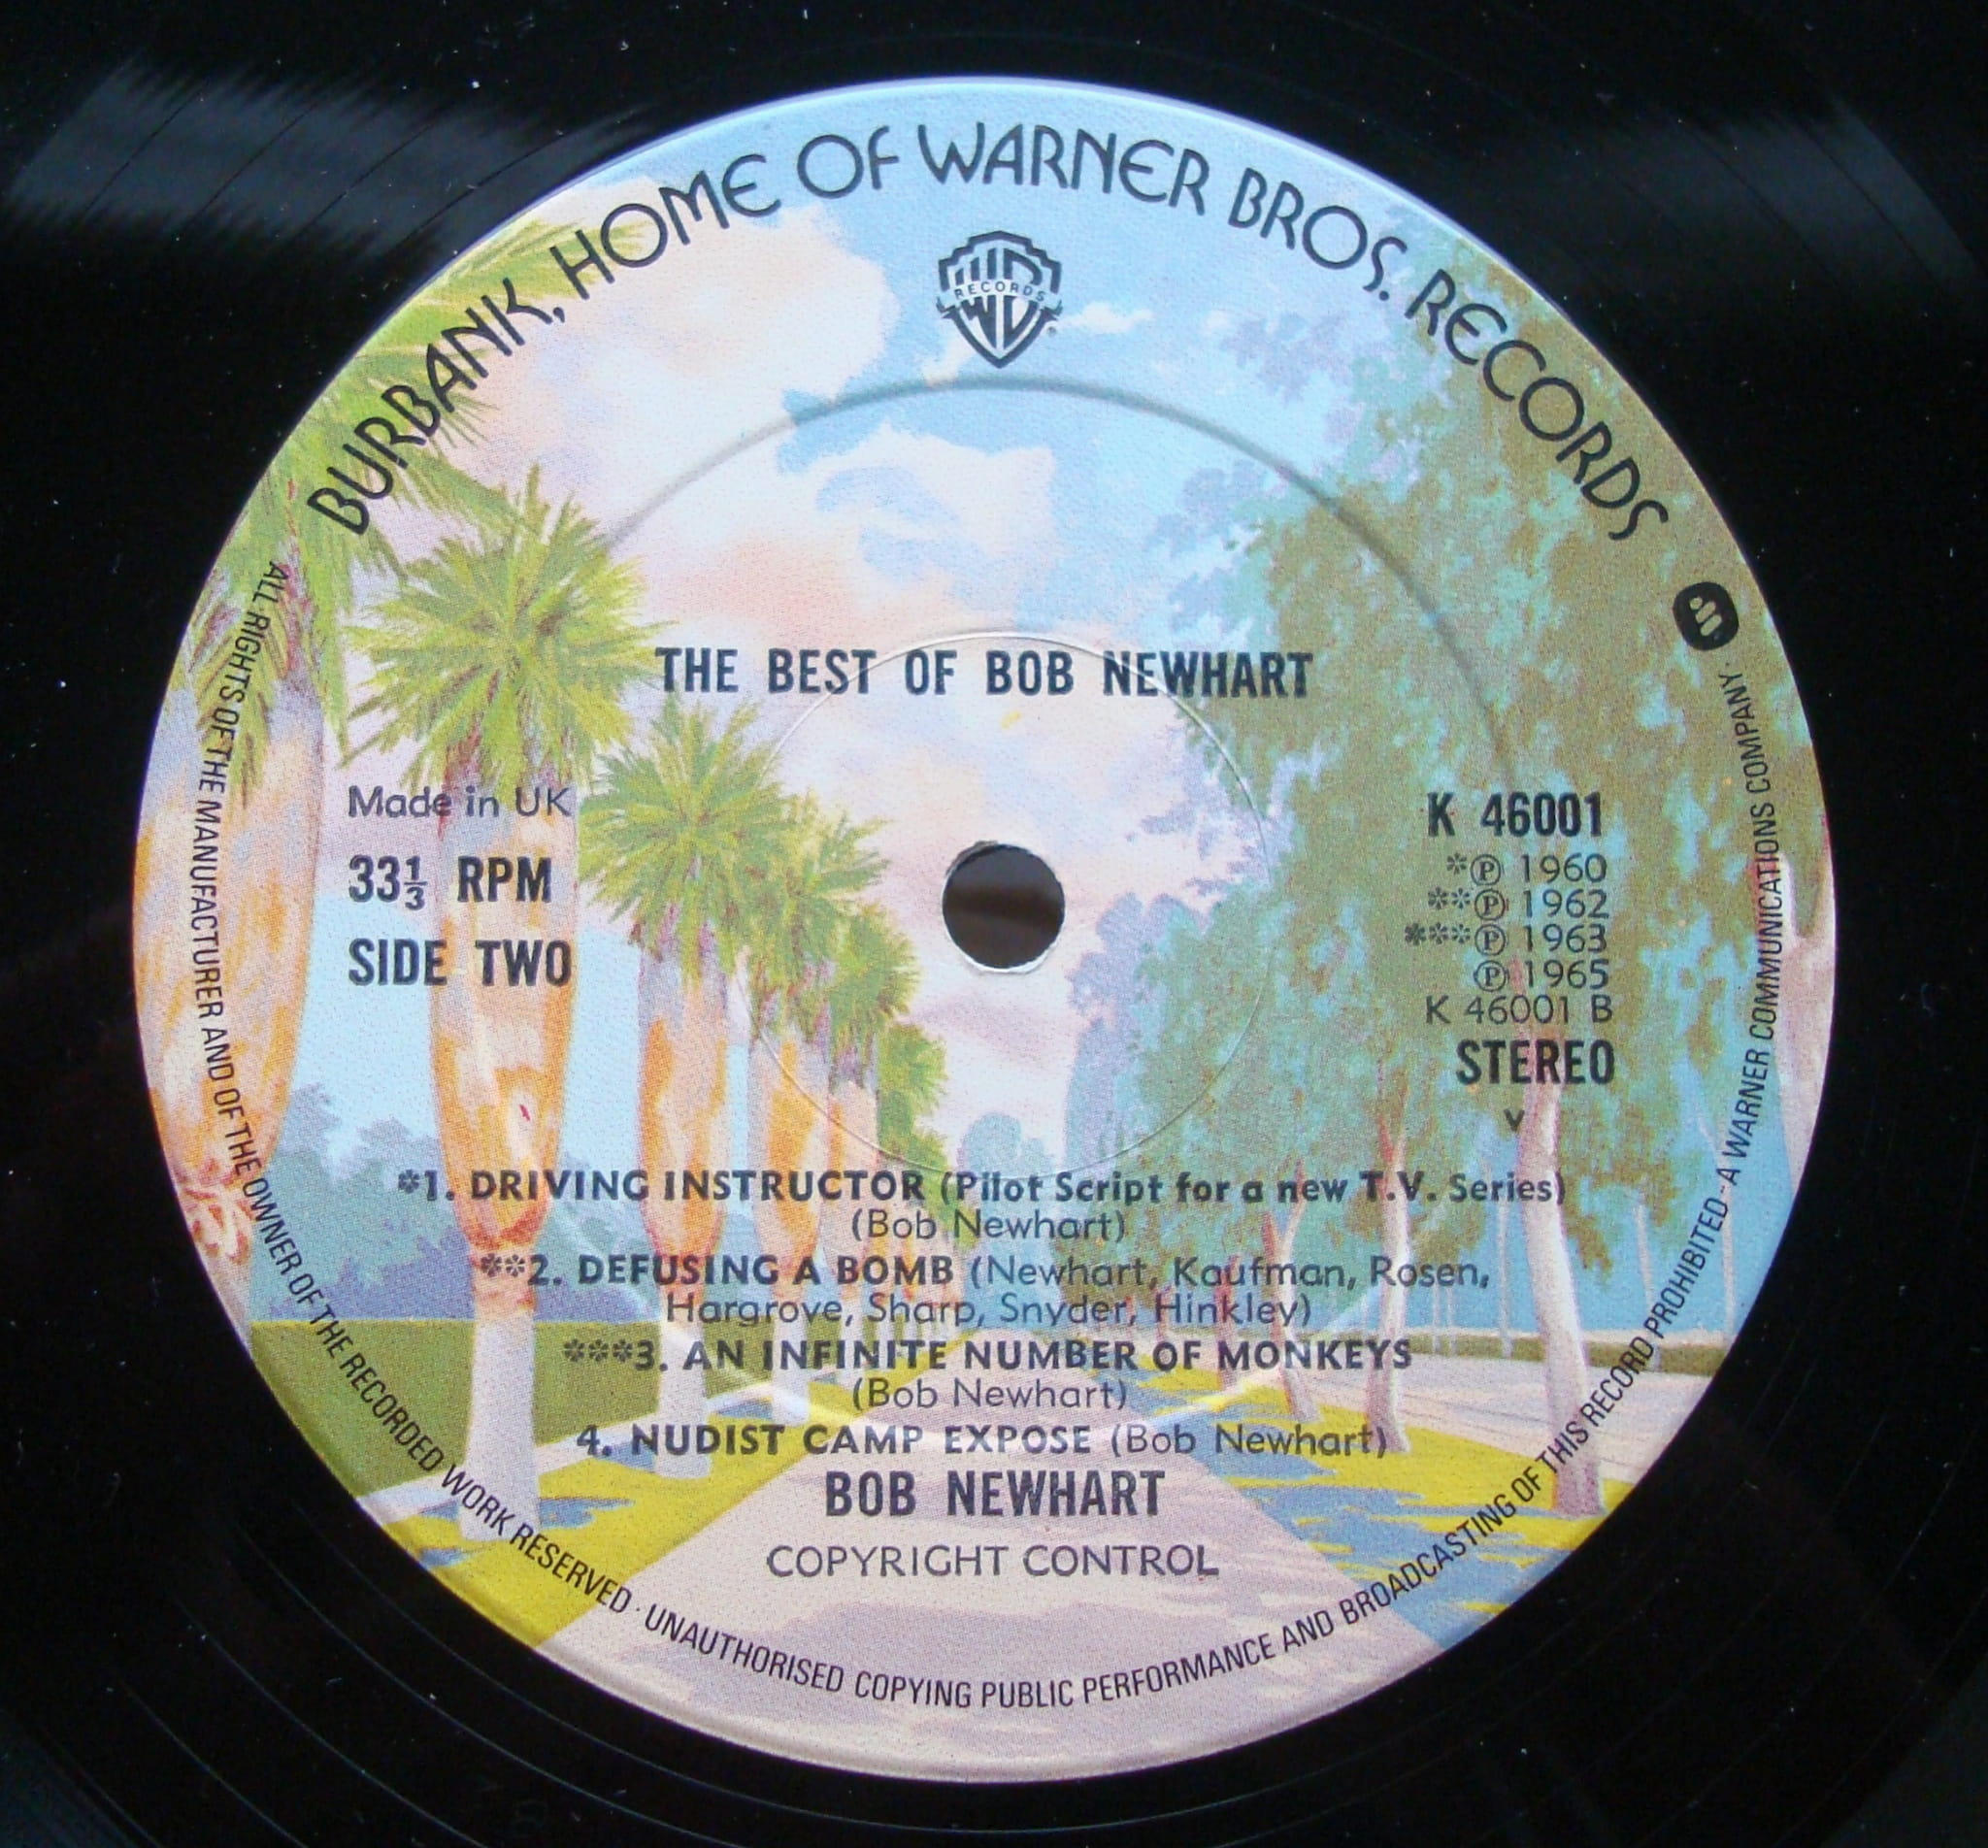 BURBANK, HOME OF WARNER BROS. RECORDS
RECORDS
THE BEST OF BOB NEWHART
Made in UK
33⅓ RPM
SIDE TWO
K 46001
*Ⓟ 1960
**Ⓟ 1962
***Ⓟ 1963
Ⓟ 1965
K 46001 B
STEREO
V
*1. DRIVING INSTRUCTOR (Pilot Script for a new T.V. Series)
(Bob Newhart)
**2. DEFUSING A BOMB (Newhart, Kaufman, Rosen,
Hargrove, Sharp, Snyder, Hinkley)
***3. AN INFINITE NUMBER OF MONKEYS
(Bob Newhart)
4. NUDIST CAMP EXPOSE (Bob Newhart)
BOB NEWHART
COPYRIGHT CONTROL
ALL RIGHTS OF THE MANUFACTURER AND OF THE OWNER OF THE RECORDED WORK RESERVED · UNAUTHORISED COPYING PUBLIC PERFORMANCE AND BROADCASTING OF THIS RECORD PROHIBITED - A WARNER COMMUNICATIONS COMPANY ·